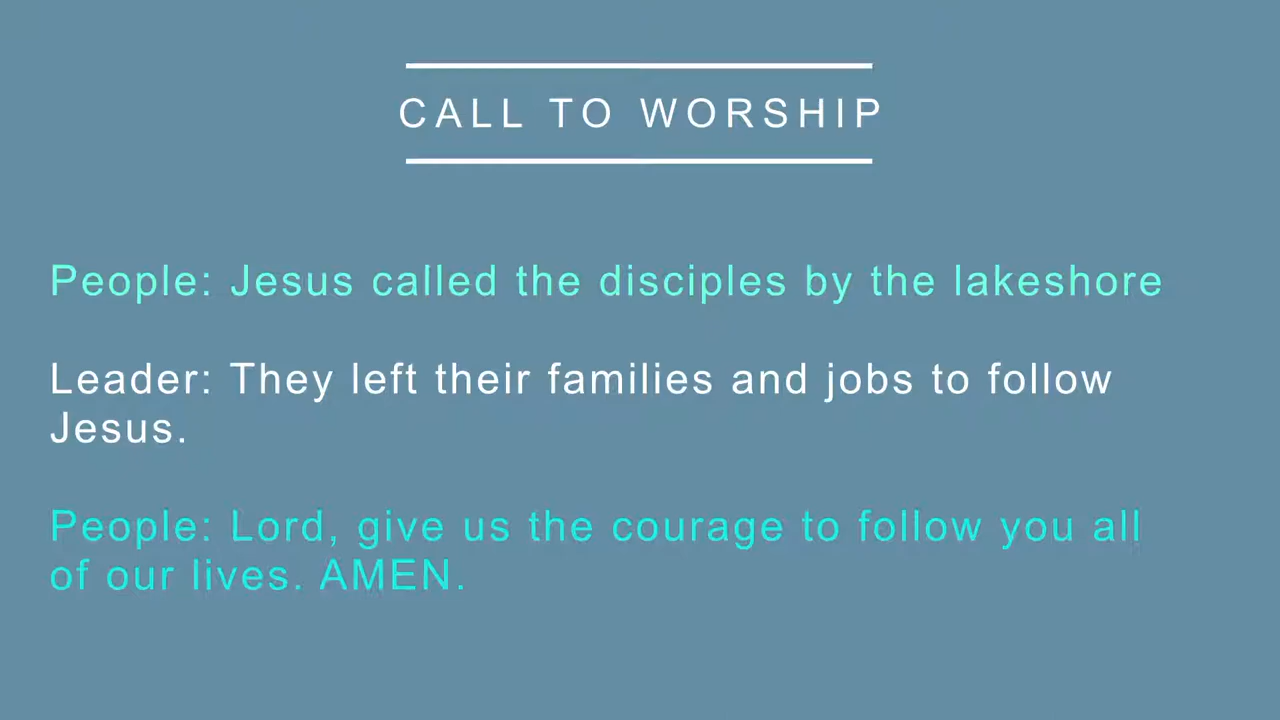 CALL TO WORSHIP
People: Jesus called the disciples by the lakeshore
Leader: They left their families and jobs to follow
Jesus.
People: Lord, give us the courage to follow you all
of our lives. AMEN.